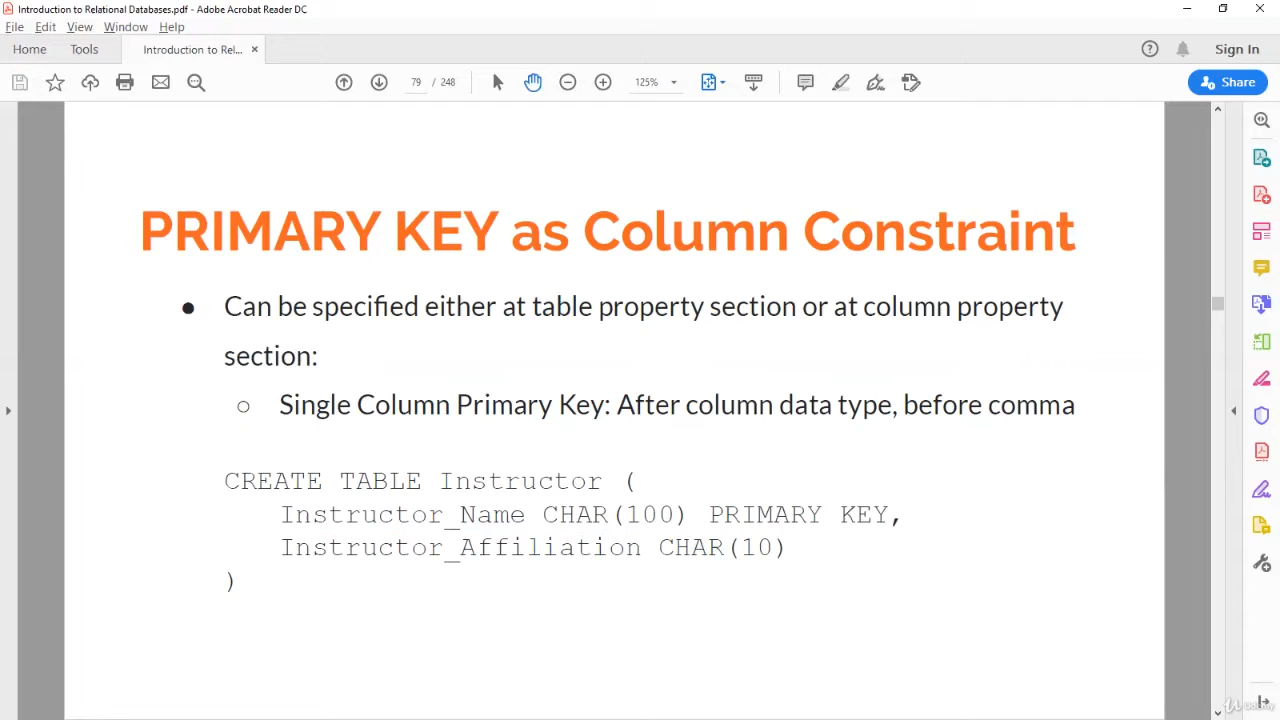 Introduction to Relational Databases.pdf - Adobe Acrobat Reader DC
File Edit View Window Help
Home Tools Introduction to Rel... × ? Sign In
79 / 248 125% Share
PRIMARY KEY as Column Constraint
● Can be specified either at table property section or at column property
section:
○ Single Column Primary Key: After column data type, before comma
CREATE TABLE Instructor (
Instructor_Name CHAR(100) PRIMARY KEY,
Instructor_Affiliation CHAR(10)
)
Udemy